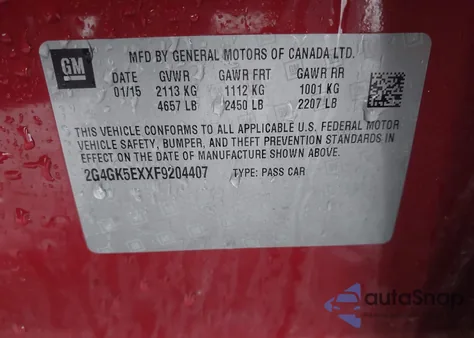 GM
MFD BY GENERAL MOTORS OF CANADA LTD.
DATE GVWR GAWR FRT GAWR RR
01/15 2113 KG 1112 KG 1001 KG
4657 LB 2450 LB 2207 LB
THIS VEHICLE CONFORMS TO ALL APPLICABLE U.S. FEDERAL MOTOR
VEHICLE SAFETY, BUMPER, AND THEFT PREVENTION STANDARDS IN
EFFECT ON THE DATE OF MANUFACTURE SHOWN ABOVE.
2G4GK5EXXF9204407 TYPE: PASS CAR
autoSnap